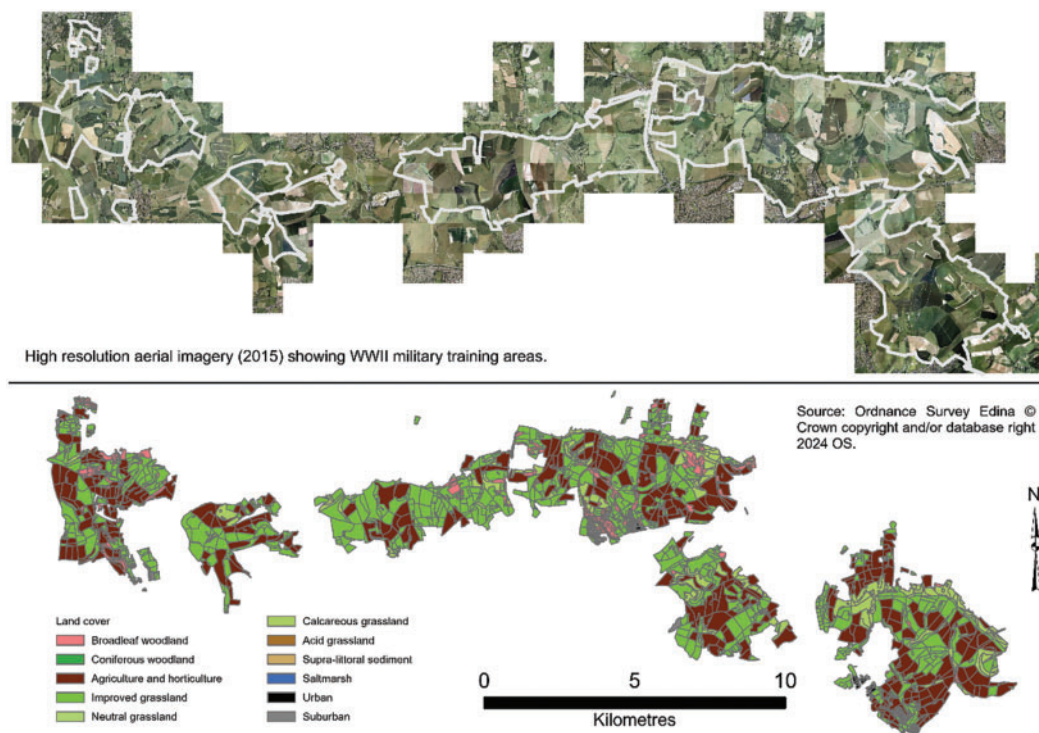 High resolution aerial imagery (2015) showing WWII military training areas.
Source: Ordnance Survey Edina ©
Crown copyright and/or database right
2024 OS.
N
Land cover
Broadleaf woodland
Coniferous woodland
Agriculture and horticulture
Improved grassland
Neutral grassland
Calcareous grassland
Acid grassland
Supra-littoral sediment
Saltmarsh
Urban
Suburban
0 5 10
Kilometres